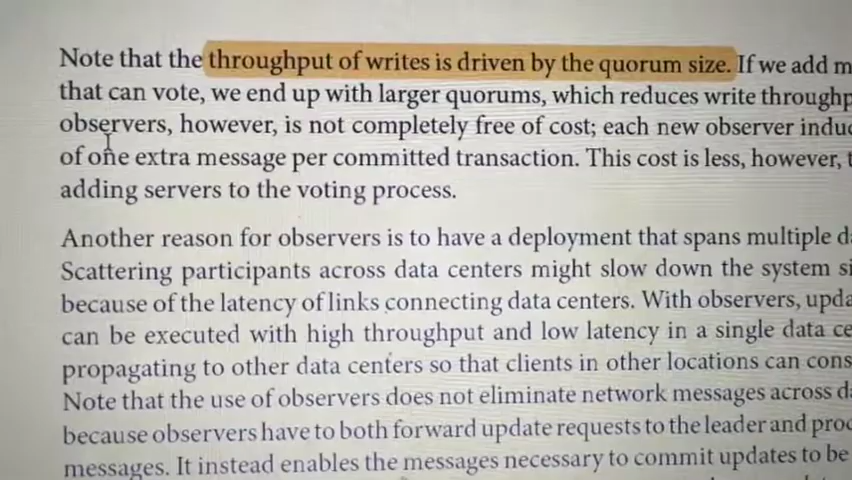 Note that the throughput of writes is driven by the quorum size. If we add
that can vote, we end up with larger quorums, which reduces write
observers, however, is not completely free of cost; each new observer
of one extra message per committed transaction. This cost is less, however,
adding servers to the voting process.
Another reason for observers is to have a deployment that spans multiple
Scattering participants across data centers might slow down the system
because of the latency of links connecting data centers. With observers,
can be executed with high throughput and low latency in a single data
propagating to other data centers so that clients in other locations can
Note that the use of observers does not eliminate network messages across
because observers have to both forward update requests to the leader and
messages. It instead enables the messages necessary to commit updates to be